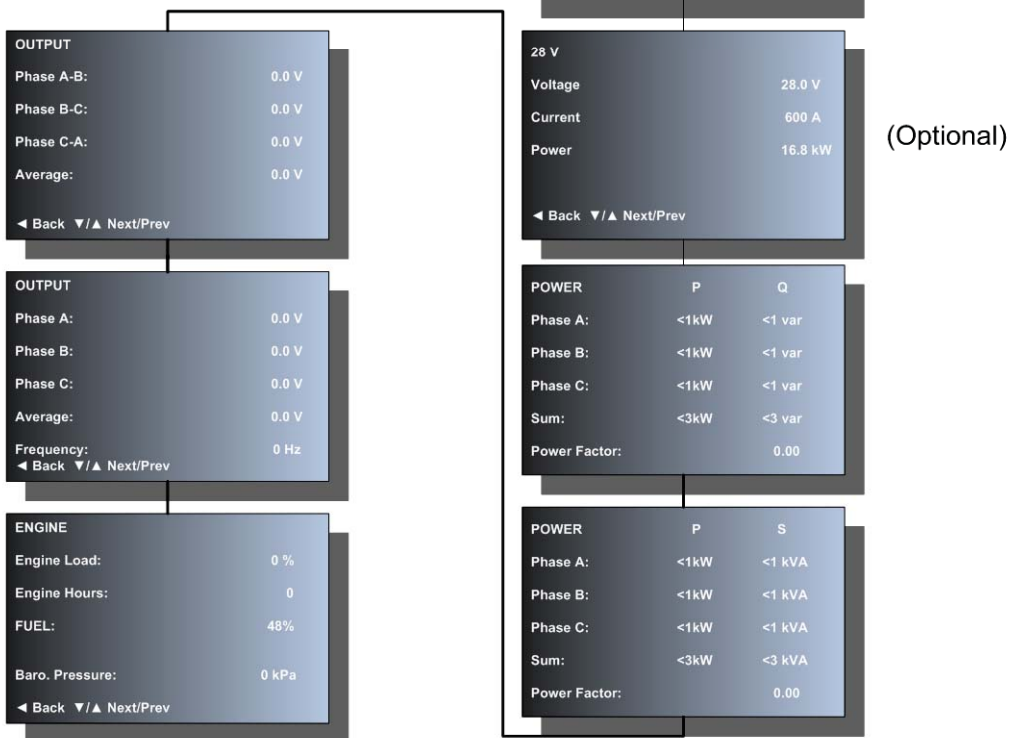 OUTPUT
Phase A-B: 0.0 V
Phase B-C: 0.0 V
Phase C-A: 0.0 V
Average: 0.0 V
◄ Back ▼/▲ Next/Prev
OUTPUT
Phase A: 0.0 V
Phase B: 0.0 V
Phase C: 0.0 V
Average: 0.0 V
Frequency: 0 Hz
◄ Back ▼/▲ Next/Prev
ENGINE
Engine Load: 0 %
Engine Hours: 0
FUEL: 48%
Baro. Pressure: 0 kPa
◄ Back ▼/▲ Next/Prev
28 V
Voltage 28.0 V
Current 600 A
Power 16.8 kW
◄ Back ▼/▲ Next/Prev
(Optional)
POWER P Q
Phase A: <1kW <1 var
Phase B: <1kW <1 var
Phase C: <1kW <1 var
Sum: <3kW <3 var
Power Factor: 0.00
POWER P S
Phase A: <1kW <1 kVA
Phase B: <1kW <1 kVA
Phase C: <1kW <1 kVA
Sum: <3kW <3 kVA
Power Factor: 0.00